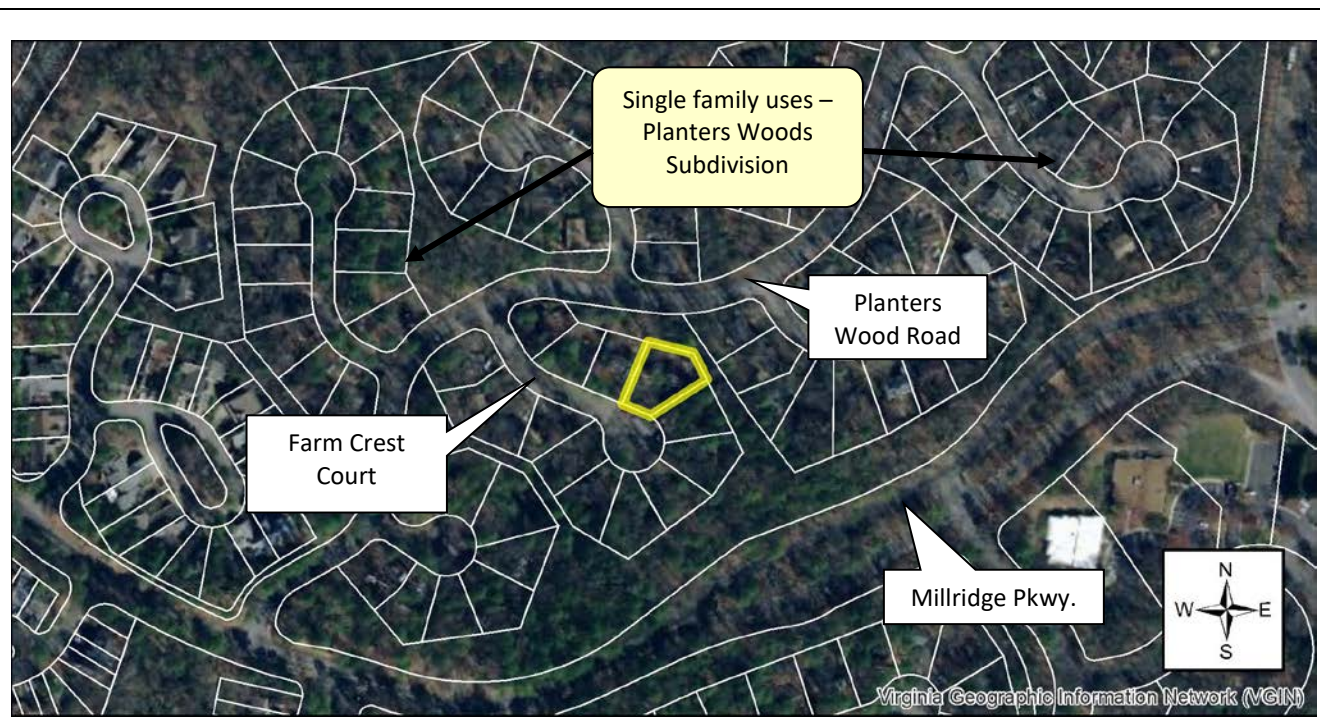 Single family uses –
Planters Woods
Subdivision
Planters
Wood Road
Farm Crest
Court
Millridge Pkwy.
N
W
E
S
Virginia Geographic Information Network (VGIN)